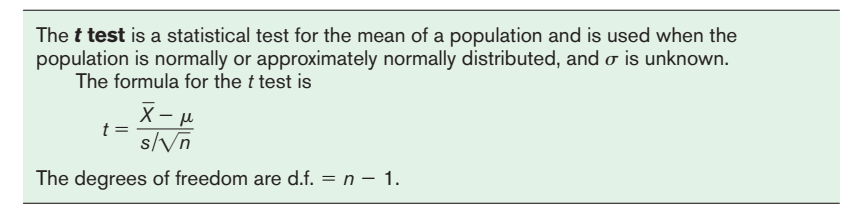 The t test is a statistical test for the mean of a population and is used when the
population is normally or approximately normally distributed, and σ is unknown.
The formula for the t test is
t = (X̄ − μ) / (s/√n)
The degrees of freedom are d.f. = n − 1.